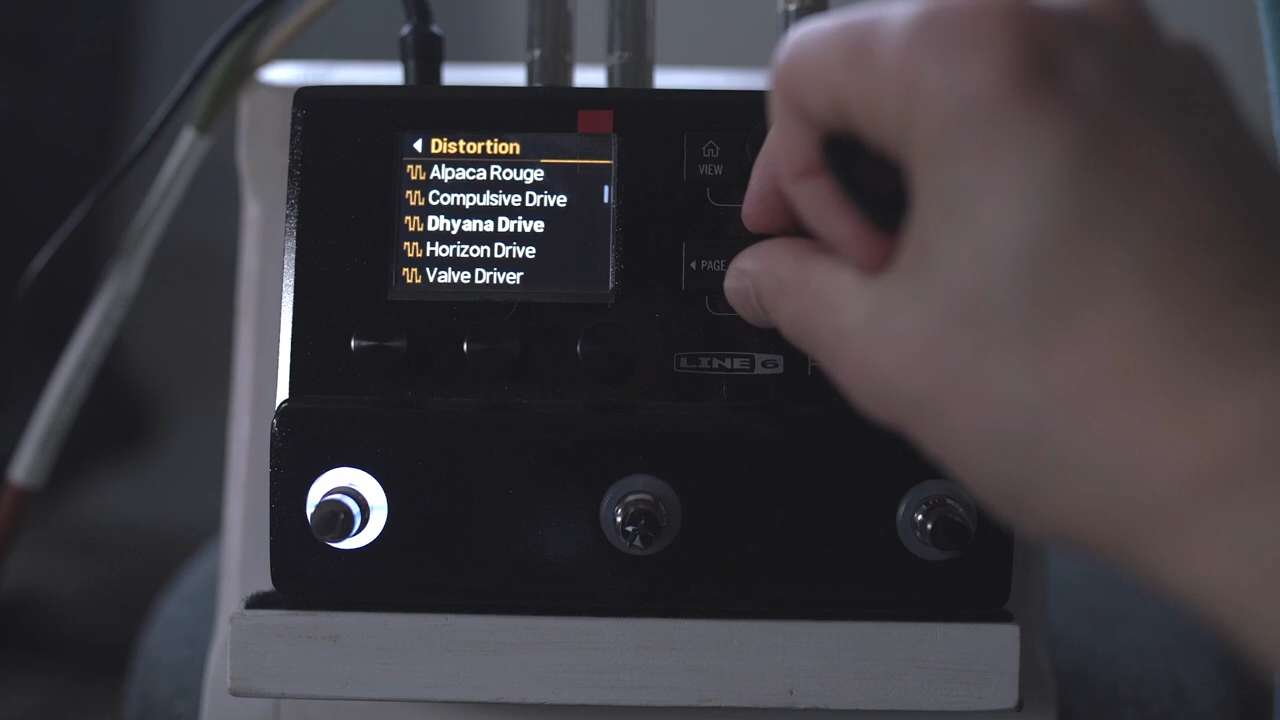 Distortion
Alpaca Rouge
Compulsive Drive
Dhyana Drive
Horizon Drive
Valve Driver
VIEW
PAGE
LINE 6